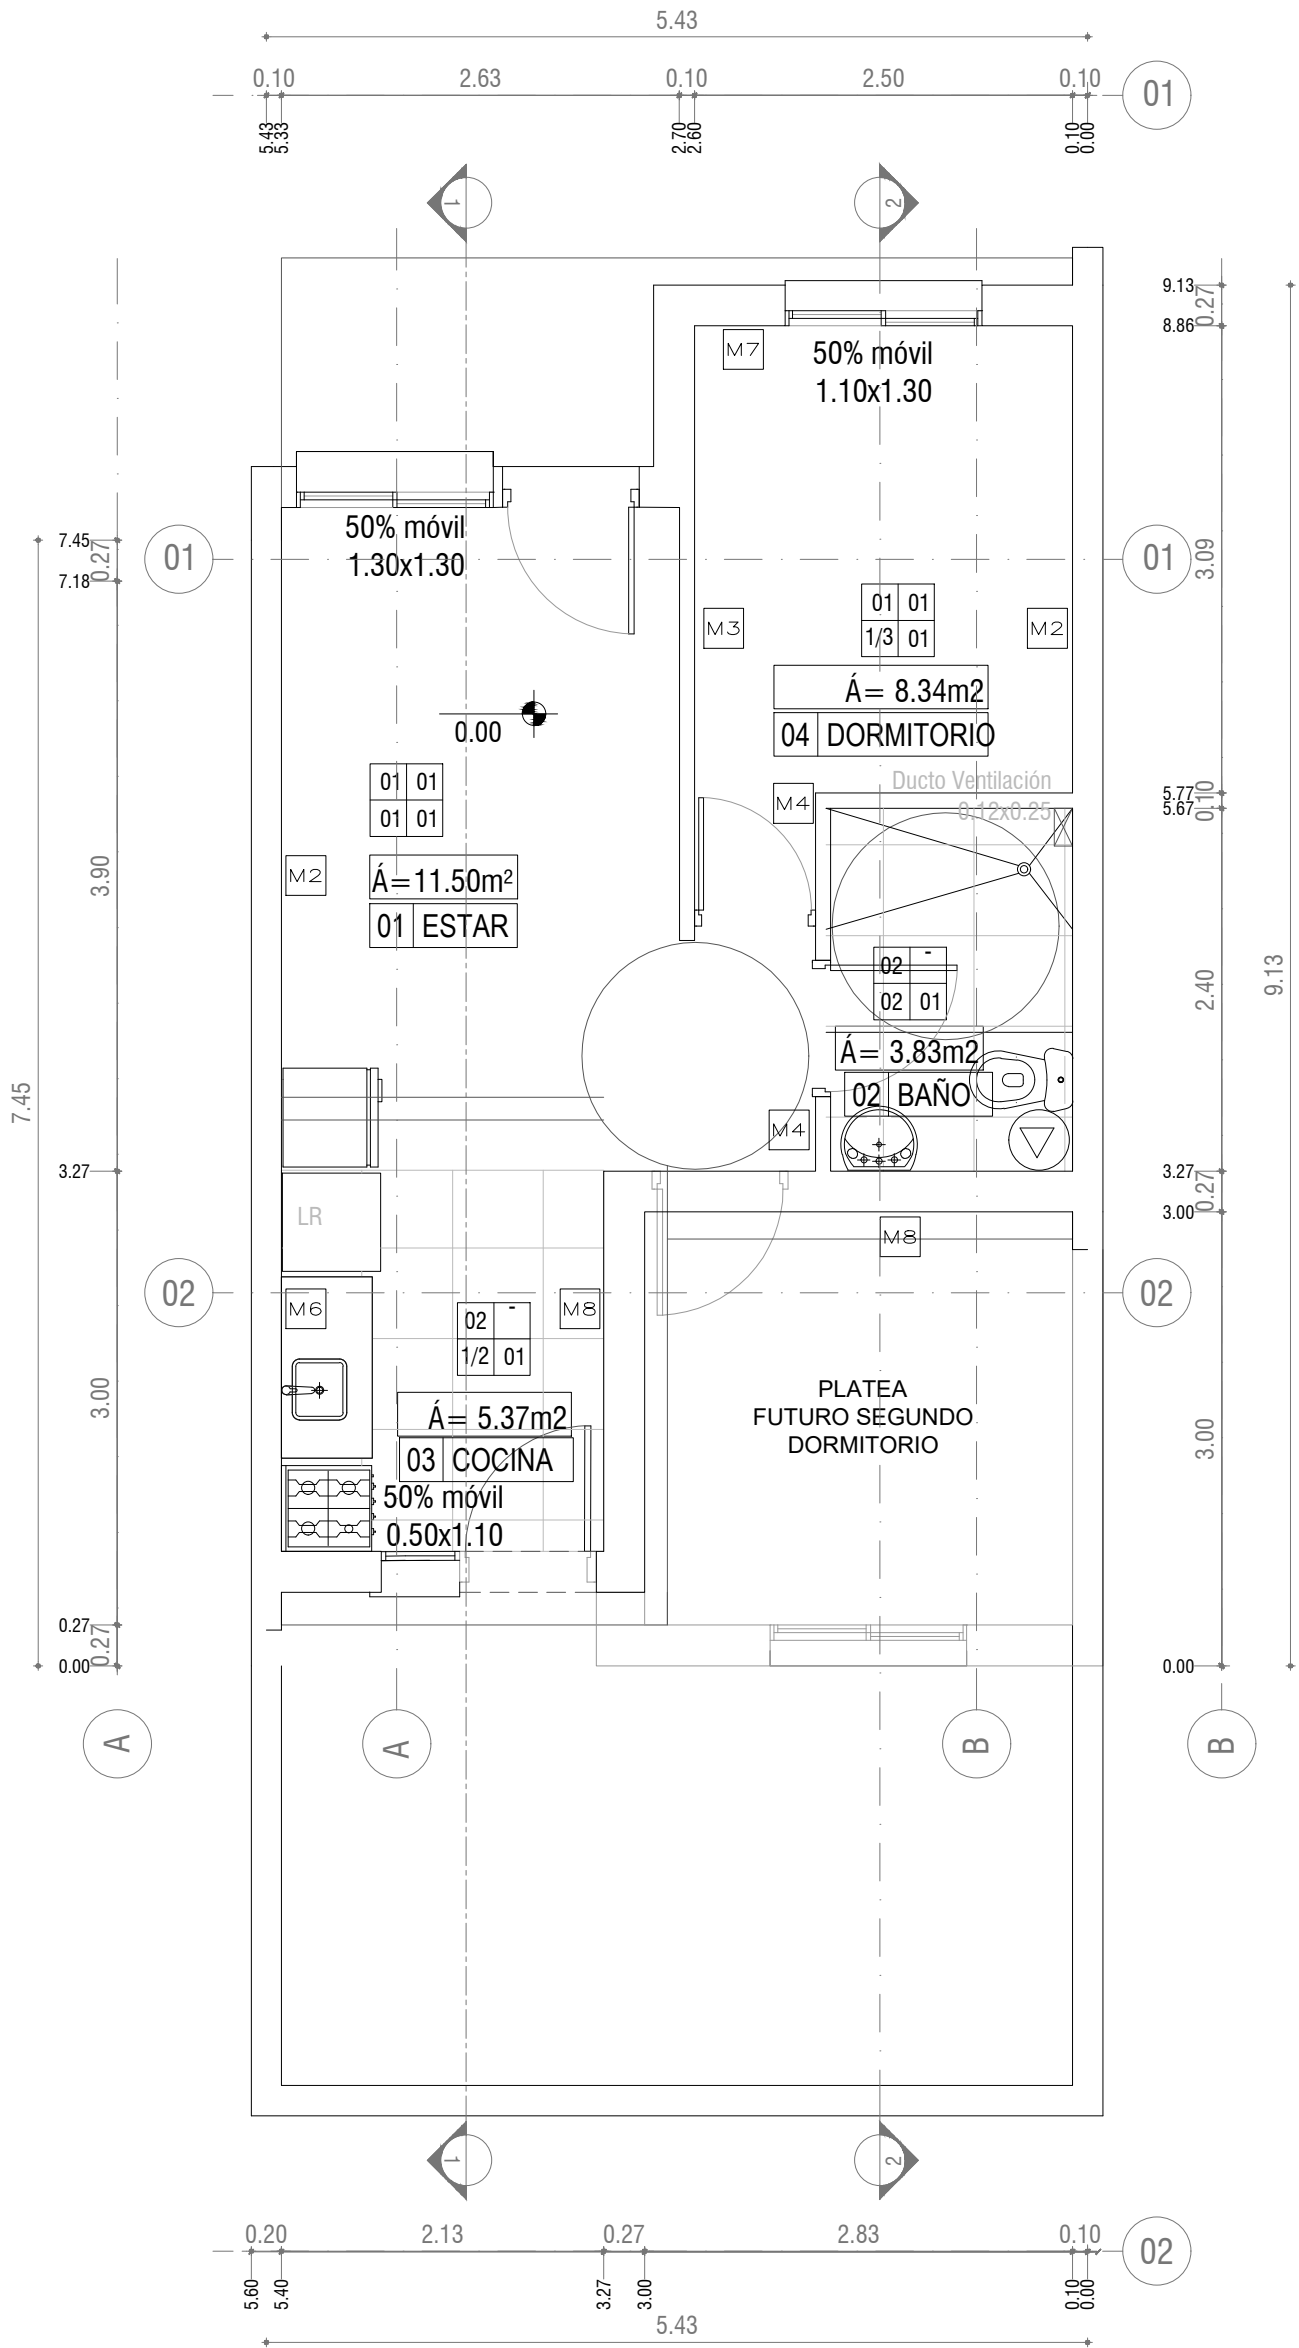 5.43
0.10 2.63 0.10 2.50 0.10
01
5.43 5.33 2.70 2.60 0.10 0.00
1 2
9.13
0.27
8.86
M7
50% móvil
1.10x1.30
50% móvil
1.30x1.30
7.45
0.27
7.18
01
01
3.09
M3
01 01
1/3 01
M2
Á= 8.34m2
04 DORMITORIO
0.00
01 01
01 01
Ducto Ventilación
0.12x0.25
M4
5.77
0.10
5.67
3.90
M2
Á=11.50m²
01 ESTAR
02 -
02 01
2.40
9.13
Á= 3.83m2
02 BAÑO
7.45
M4
3.27
3.27
0.27
3.00
LR
M8
02
02
M6
M8
02 -
1/2 01
3.00
Á= 5.37m2
03 COCINA
50% móvil
0.50x1.10
PLATEA
FUTURO SEGUNDO
DORMITORIO
3.00
0.27
0.27
0.00
0.00
A A B B
1 2
0.20 2.13 0.27 2.83 0.10
02
5.60 5.40 3.27 3.00 0.10 0.00
5.43